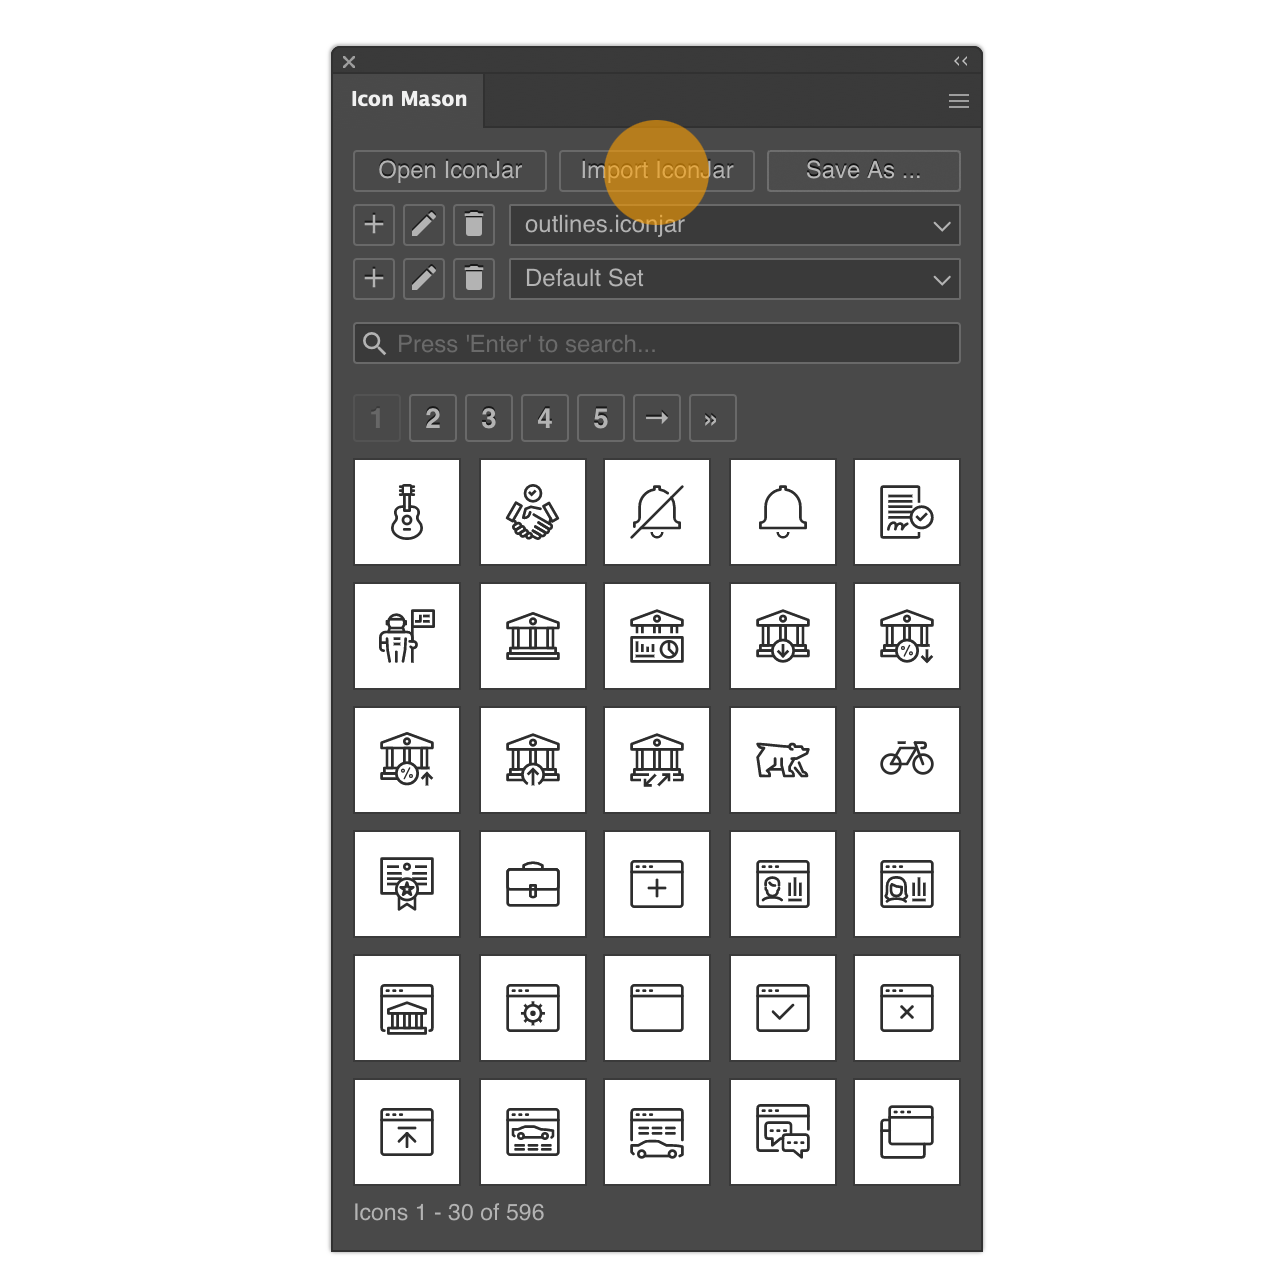 Icon Mason
Open IconJar Import IconJar Save As ...
outlines.iconjar
Default Set
Press 'Enter' to search...
1 2 3 4 5 → »
Icons 1 - 30 of 596